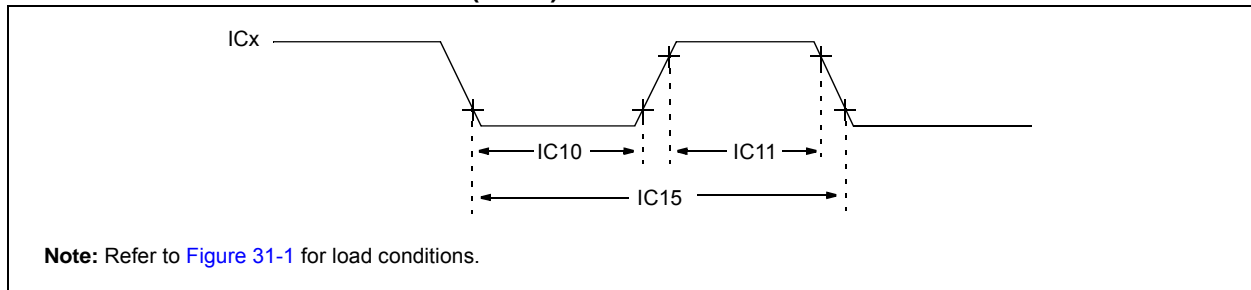 ICx
IC10
IC11
IC15
Note: Refer to Figure 31-1 for load conditions.